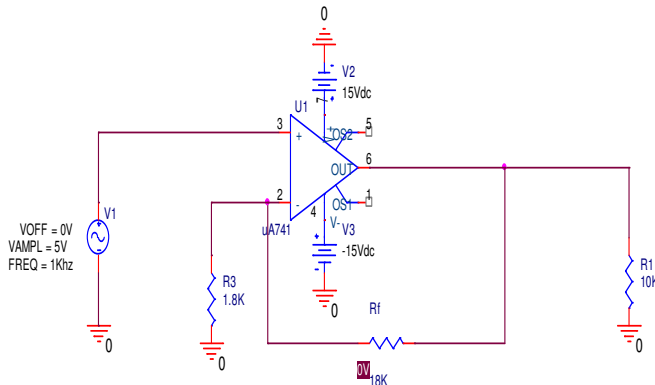 0
V2
15Vdc
U1
7
V+
5
OS2
3
+
6
OUT
2
-
1
OS1
4
V-
uA741
V3
-15Vdc
0
V1
VOFF = 0V
VAMPL = 5V
FREQ = 1Khz
0
R3
1.8K
0
Rf
0V
18K
R1
10K
0